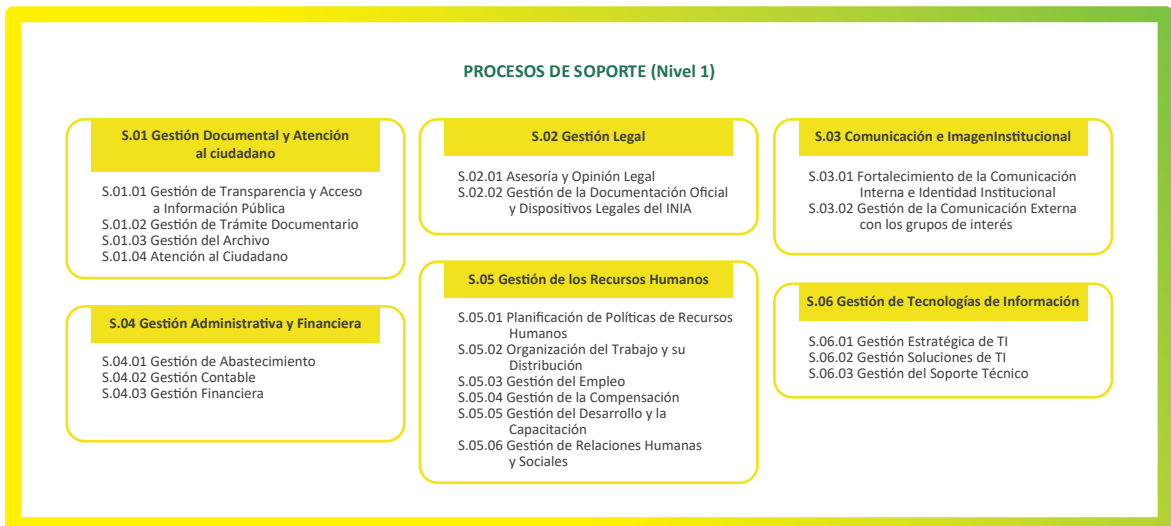 PROCESOS DE SOPORTE (Nivel 1)
S.01 Gestión Documental y Atención
al ciudadano
S.01.01 Gestión de Transparencia y Acceso
a Información Pública
S.01.02 Gestión de Trámite Documentario
S.01.03 Gestión del Archivo
S.01.04 Atención al Ciudadano
S.02 Gestión Legal
S.02.01 Asesoría y Opinión Legal
S.02.02 Gestión de la Documentación Oficial
y Dispositivos Legales del INIA
S.03 Comunicación e ImagenInstitucional
S.03.01 Fortalecimiento de la Comunicación
Interna e Identidad Institucional
S.03.02 Gestión de la Comunicación Externa
con los grupos de interés
S.04 Gestión Administrativa y Financiera
S.04.01 Gestión de Abastecimiento
S.04.02 Gestión Contable
S.04.03 Gestión Financiera
S.05 Gestión de los Recursos Humanos
S.05.01 Planificación de Políticas de Recursos
Humanos
S.05.02 Organización del Trabajo y su
Distribución
S.05.03 Gestión del Empleo
S.05.04 Gestión de la Compensación
S.05.05 Gestión del Desarrollo y la
Capacitación
S.05.06 Gestión de Relaciones Humanas
y Sociales
S.06 Gestión de Tecnologías de Información
S.06.01 Gestión Estratégica de TI
S.06.02 Gestión Soluciones de TI
S.06.03 Gestión del Soporte Técnico